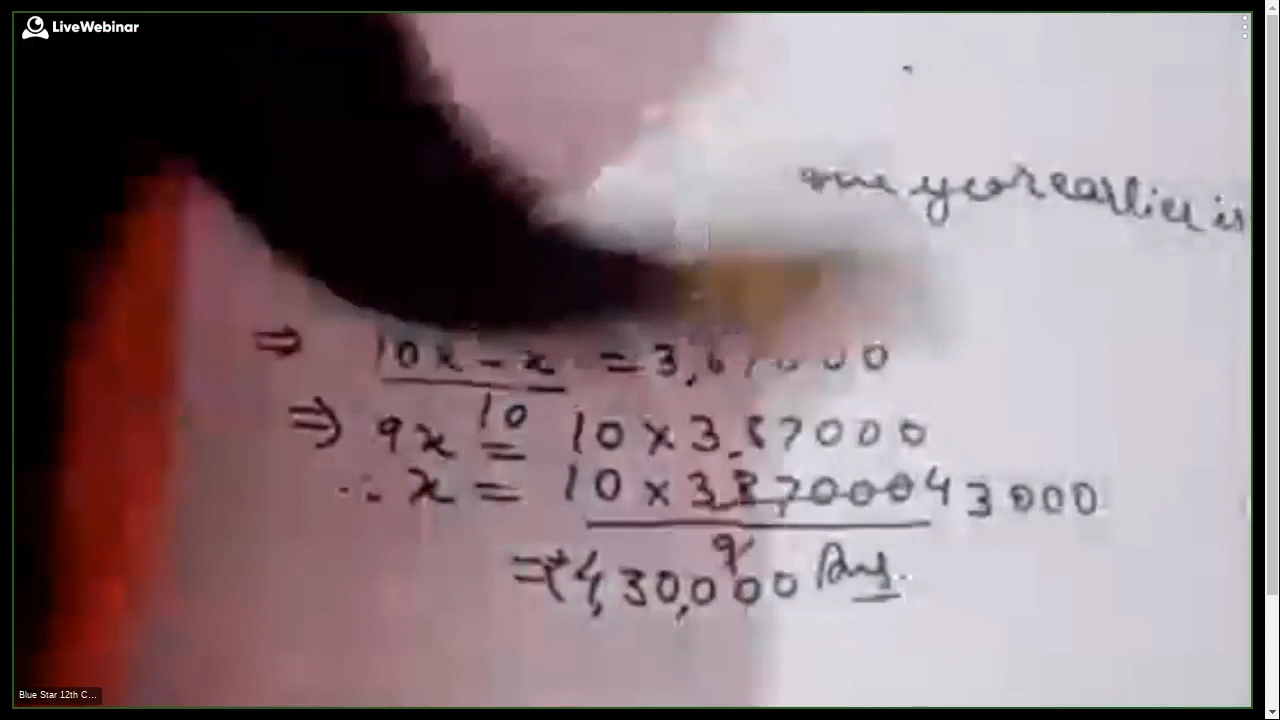 LiveWebinar
one year earlier is
⇒ 10x - x = 3,87000
10
⇒ 9x = 10 × 3,87000
∴ x = 10 × 3,87000 43000
9
= ₹4,30,000 Ans.
Blue Star 12th C...